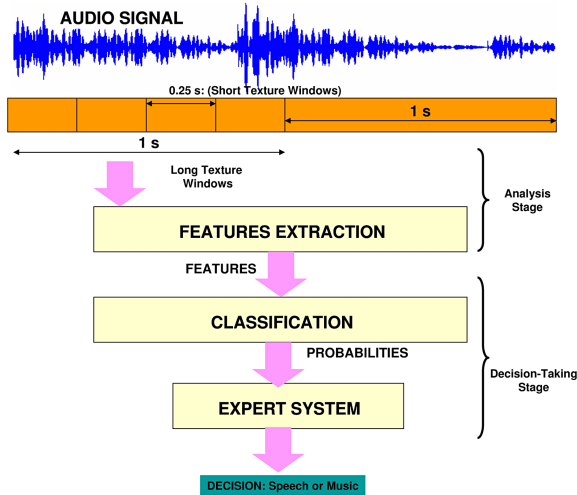 AUDIO SIGNAL
0.25 s: (Short Texture Windows)
1 s
1 s
Long Texture
Windows
Analysis
Stage
FEATURES EXTRACTION
FEATURES
CLASSIFICATION
PROBABILITIES
Decision-Taking
Stage
EXPERT SYSTEM
DECISION: Speech or Music